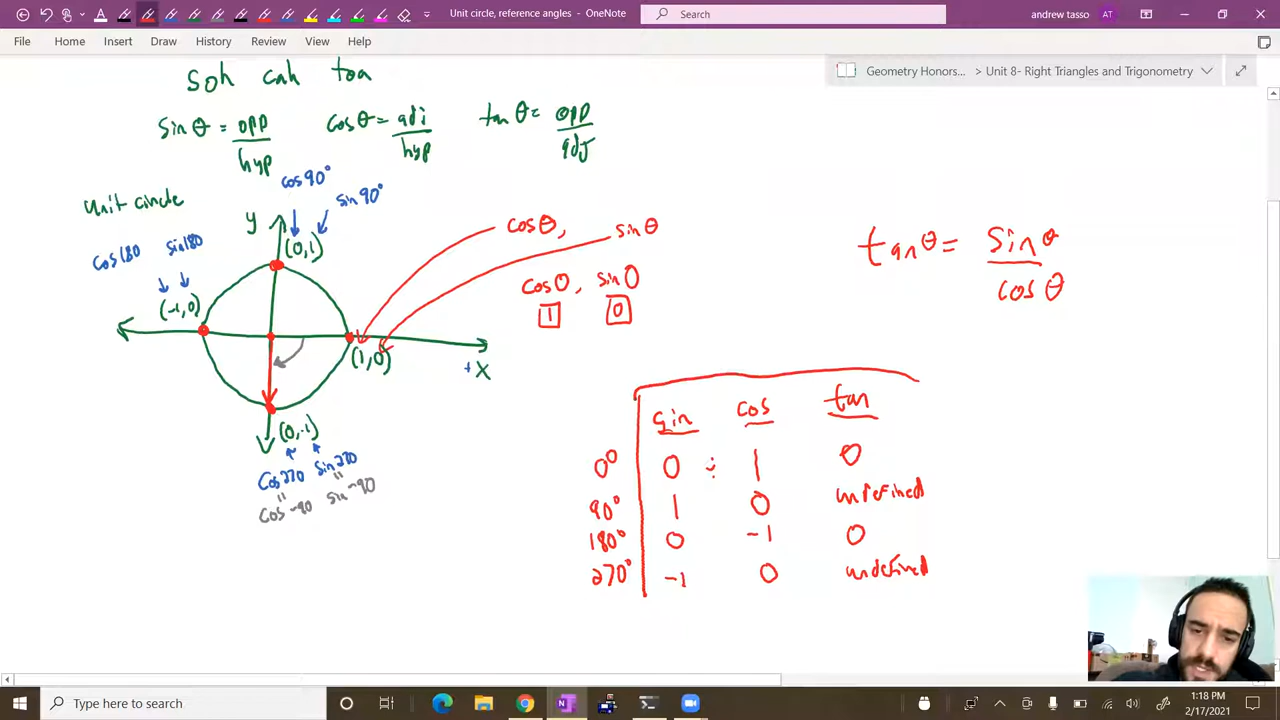 Unit circle, reference angles - OneNote
Search
andrew tasso
AT
File Home Insert Draw History Review View Help
Geometry Honors... > Unit 8- Right Triangles and Trigonometry
Soh cah toa
sin θ = opp/hyp cos θ = adj/hyp tan θ = opp/adj
unit circle
cos 90°
sin 90°
y
(0,1)
cos 180 sin 180
(-1,0)
(1,0)
+x
(0,-1)
cos 270 sin 270
" "
cos -90 sin -90
cos θ, sin θ
cos 0, sin 0
1 0
tan θ = sin θ/cos θ
sin cos tan
0° 0 ÷ 1 0
90° 1 0 undefined
180° 0 -1 0
270° -1 0 undefined
Type here to search
1:18 PM
2/17/2021